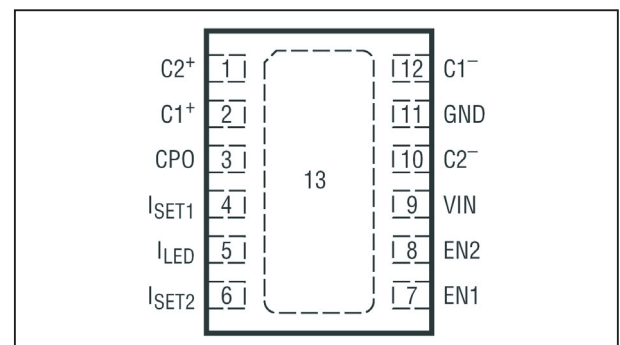 C2+ 1 12 C1−
C1+ 2 11 GND
CPO 3 10 C2−
13
ISET1 4 9 VIN
ILED 5 8 EN2
ISET2 6 7 EN1